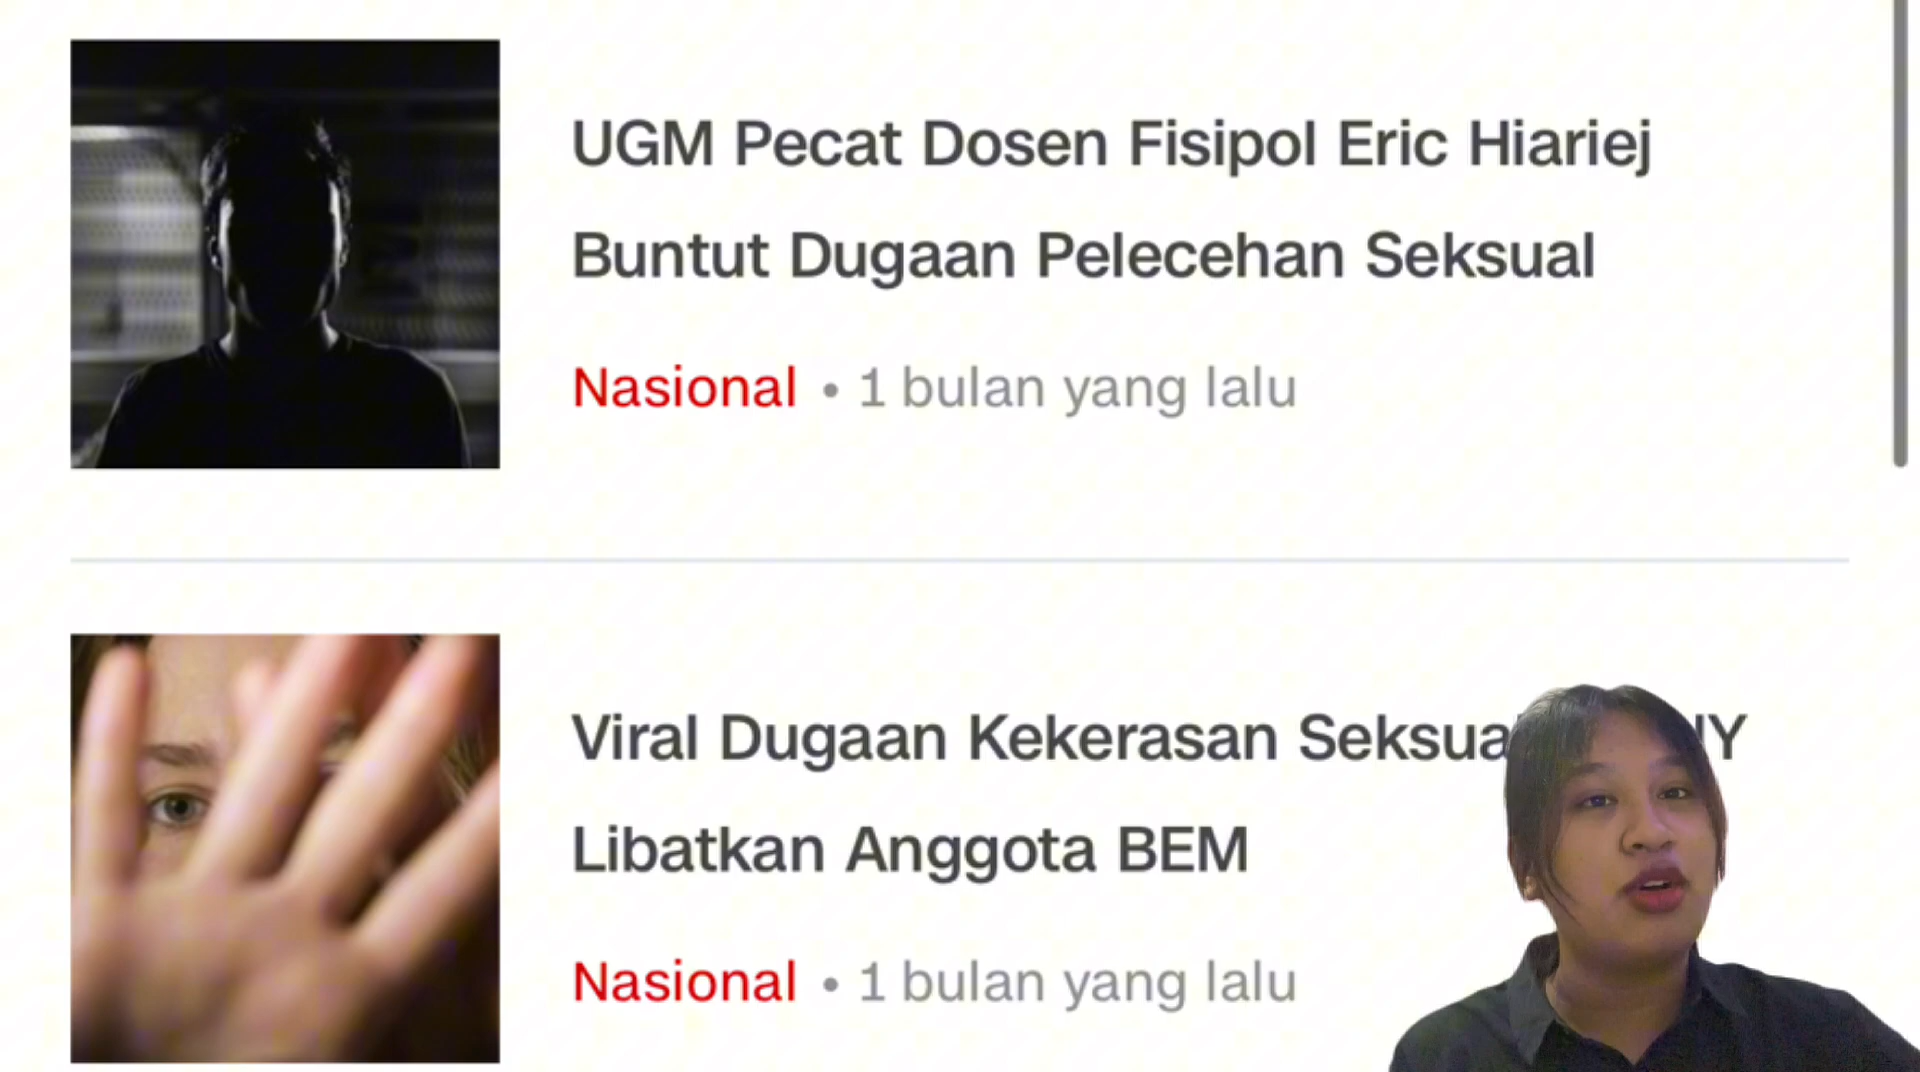 UGM Pecat Dosen Fisipol Eric Hiariej
Buntut Dugaan Pelecehan Seksual
Nasional • 1 bulan yang lalu
Viral Dugaan Kekerasan
Libatkan Anggota BEM
Nasional • 1 bulan yang lalu